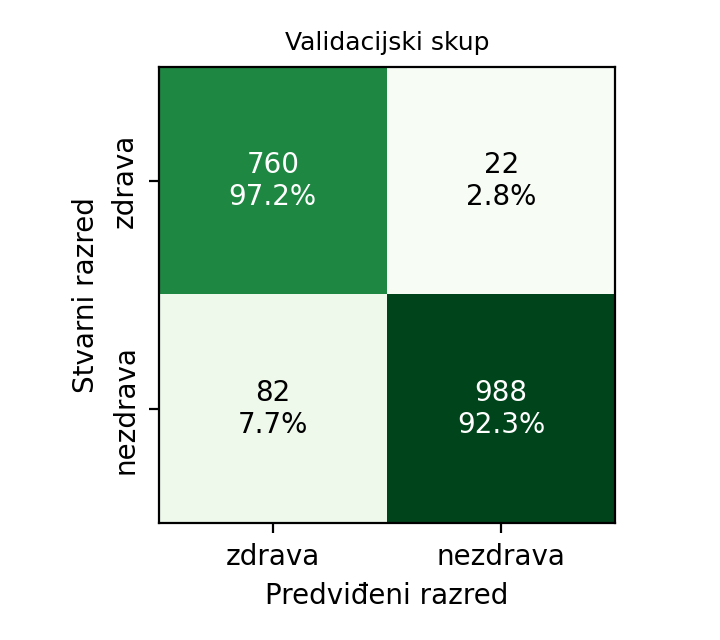 Validacijski skup
Stvarni razred
zdrava
760
97.2%
22
2.8%
nezdrava
82
7.7%
988
92.3%
zdrava
nezdrava
Predviđeni razred